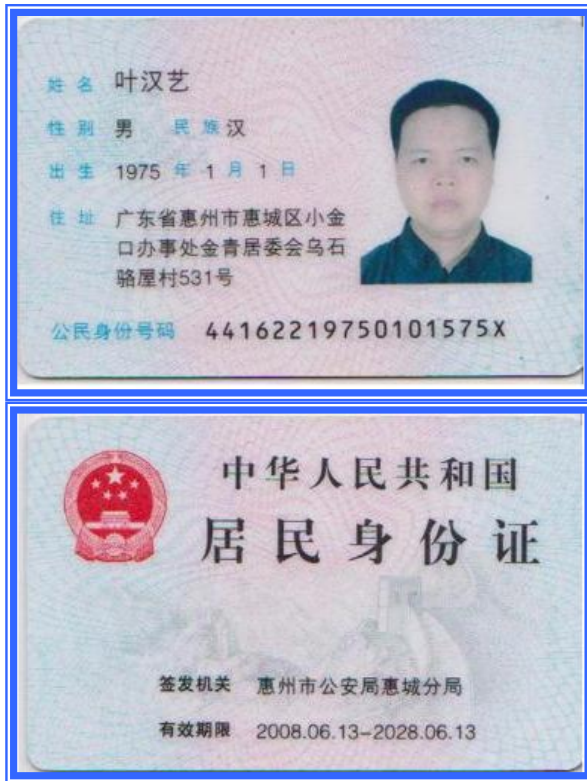 姓名 叶汉艺
性别 男 民族 汉
出生 1975 年 1 月 1 日
住址 广东省惠州市惠城区小金
口办事处金青居委会乌石
骆屋村531号
公民身份号码 44162219750101575X
中华人民共和国
居民身份证
签发机关 惠州市公安局惠城分局
有效期限 2008.06.13-2028.06.13